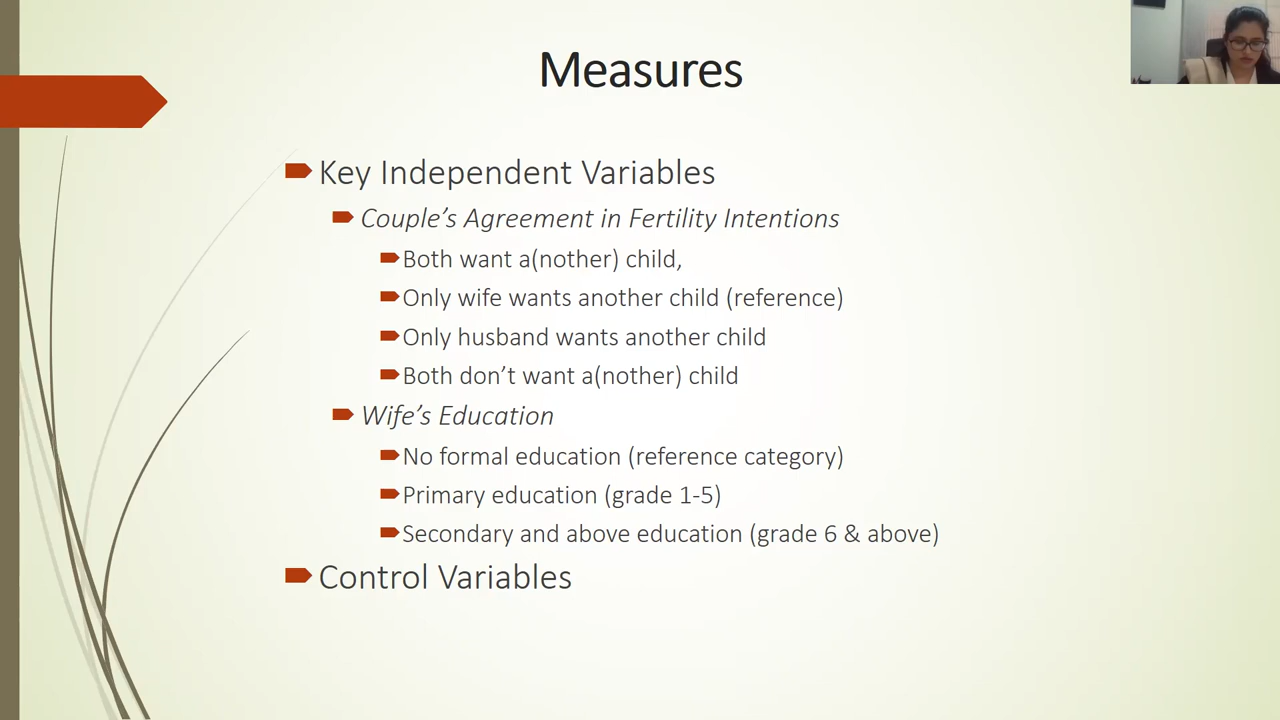 Measures
Key Independent Variables
Couple’s Agreement in Fertility Intentions
Both want a(nother) child,
Only wife wants another child (reference)
Only husband wants another child
Both don’t want a(nother) child
Wife’s Education
No formal education (reference category)
Primary education (grade 1-5)
Secondary and above education (grade 6 & above)
Control Variables